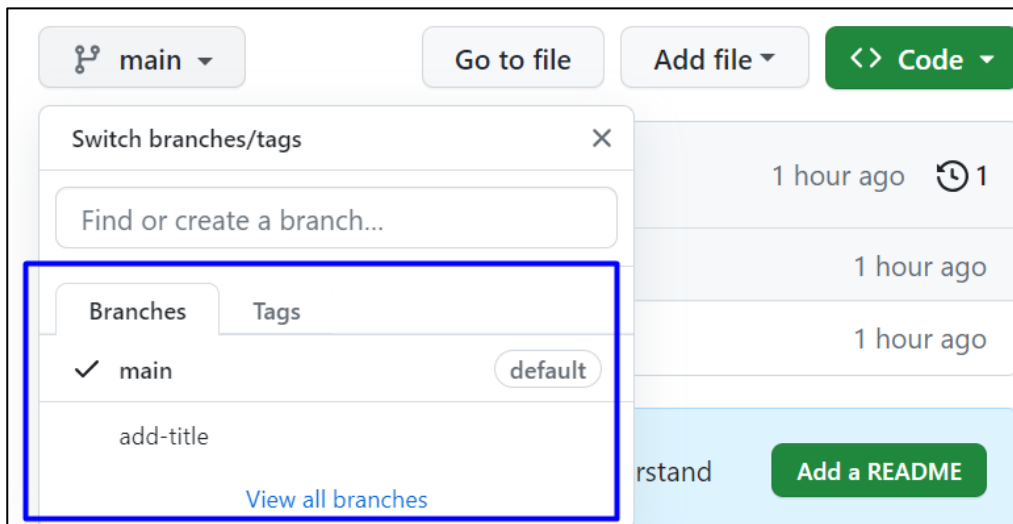 main
Go to file
Add file
<> Code
Switch branches/tags
1 hour ago
1
Find or create a branch...
1 hour ago
Branches
Tags
1 hour ago
main
default
add-title
rstand
Add a README
View all branches